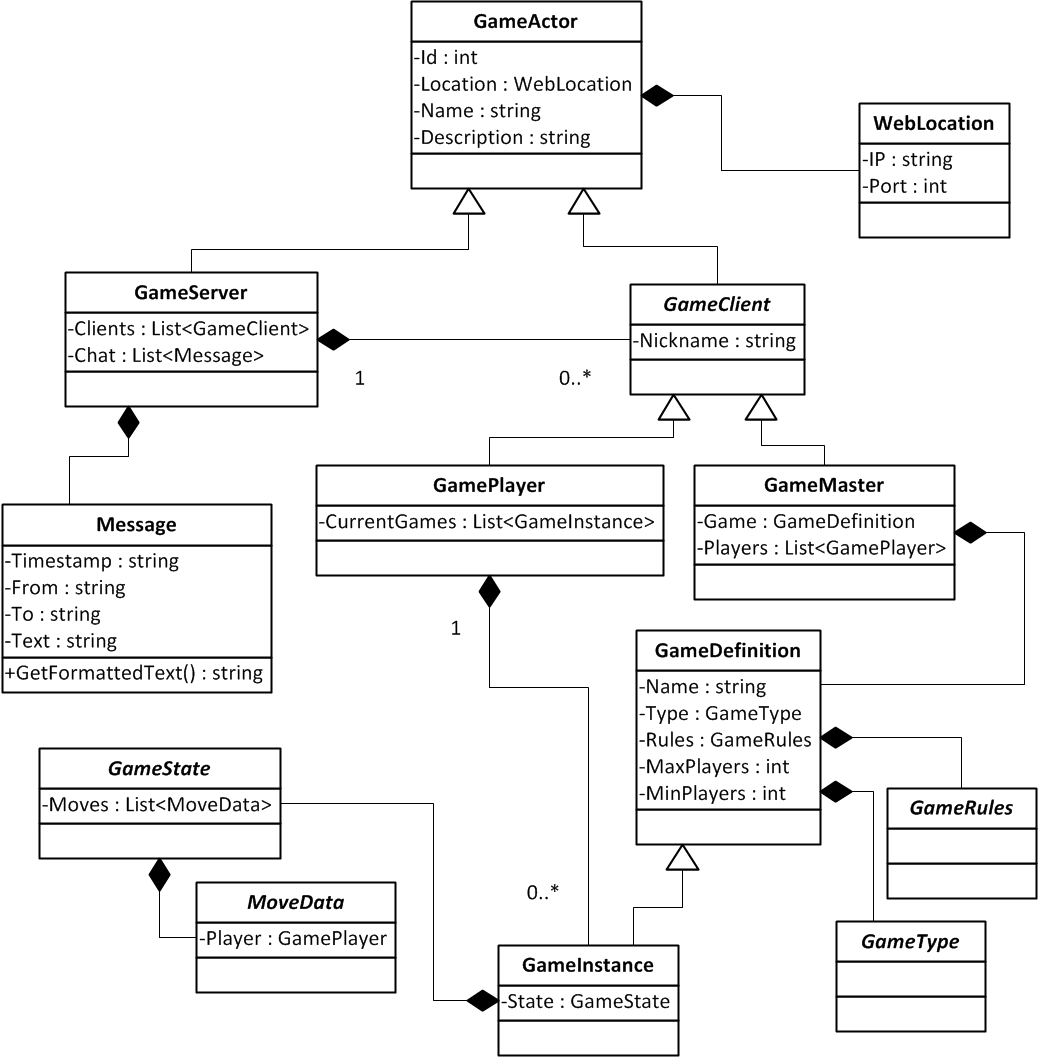 GameActor
-Id : int
-Location : WebLocation
-Name : string
-Description : string
WebLocation
-IP : string
-Port : int
GameServer
-Clients : List<GameClient>
-Chat : List<Message>
GameClient
-Nickname : string
1
0..*
GamePlayer
-CurrentGames : List<GameInstance>
GameMaster
-Game : GameDefinition
-Players : List<GamePlayer>
Message
-Timestamp : string
-From : string
-To : string
-Text : string
+GetFormattedText() : string
1
GameDefinition
-Name : string
-Type : GameType
-Rules : GameRules
-MaxPlayers : int
-MinPlayers : int
GameState
-Moves : List<MoveData>
GameRules
MoveData
-Player : GamePlayer
0..*
GameType
GameInstance
-State : GameState